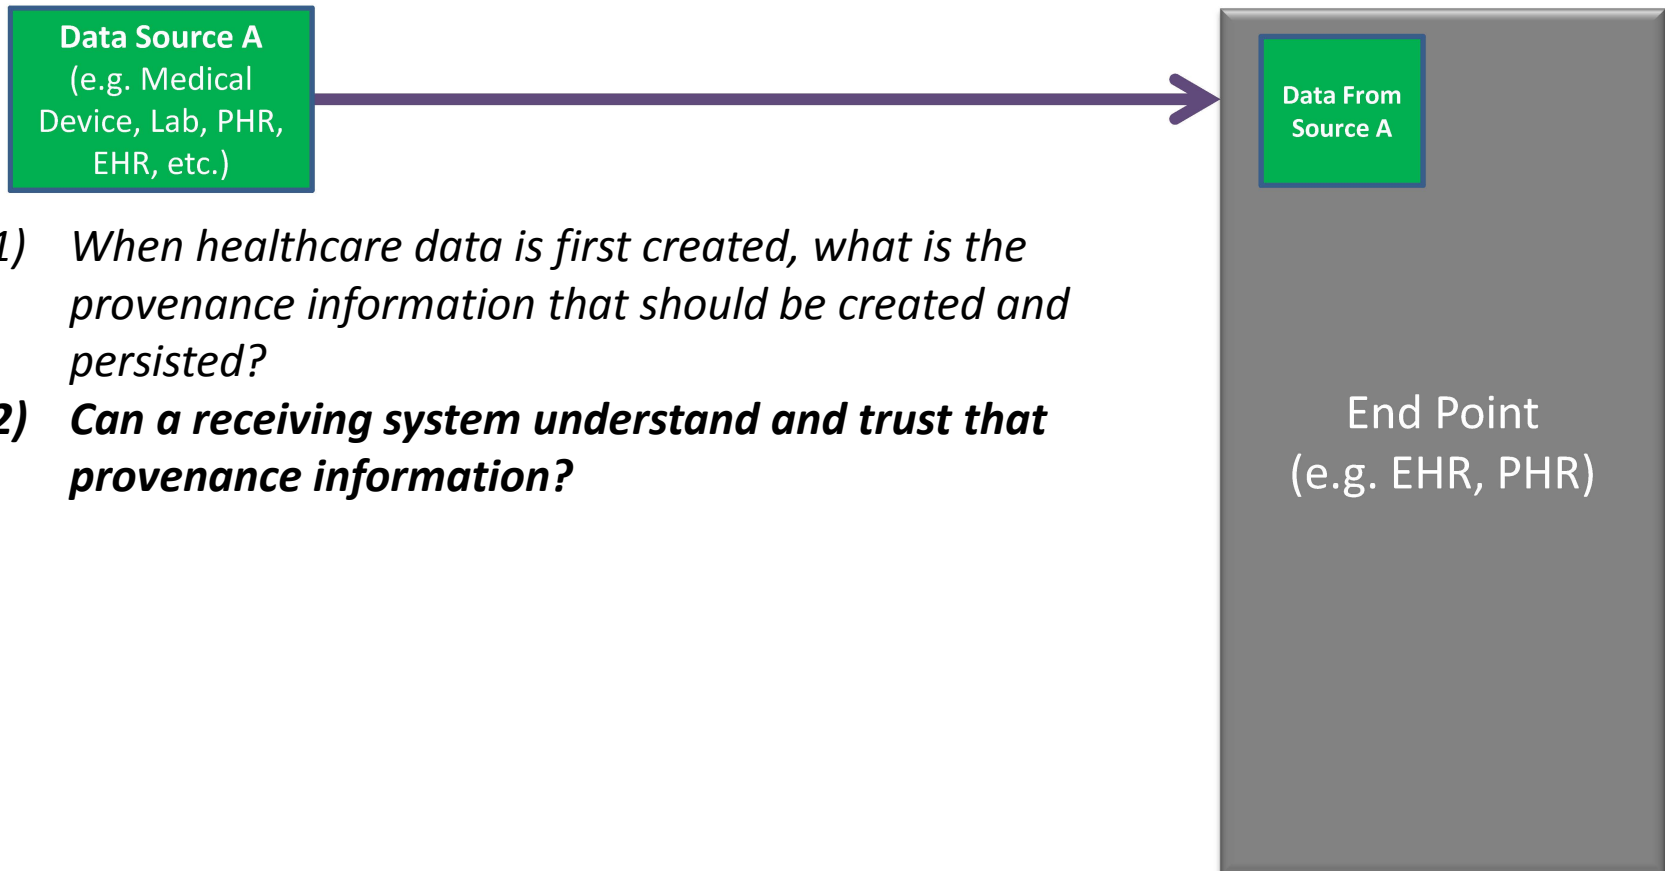 Data Source A
(e.g. Medical
Device, Lab, PHR,
EHR, etc.)
Data From
Source A
1) When healthcare data is first created, what is the
provenance information that should be created and
persisted?
2) Can a receiving system understand and trust that
provenance information?
End Point
(e.g. EHR, PHR)